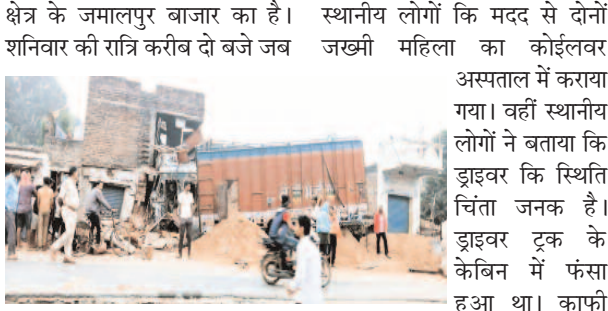 क्षेत्र के जमालपुर बाजार का है।
शनिवार की रात्रि करीब दो बजे जब
स्थानीय लोगों कि मदद से दोनों
जख्मी महिला का कोईलवर
अस्पताल में कराया
गया। वहीं स्थानीय
लोगों ने बताया कि
ड्राइवर कि स्थिति
चिंता जनक है।
ड्राइवर ट्रक के
केबिन में फंसा
हुआ था। काफी